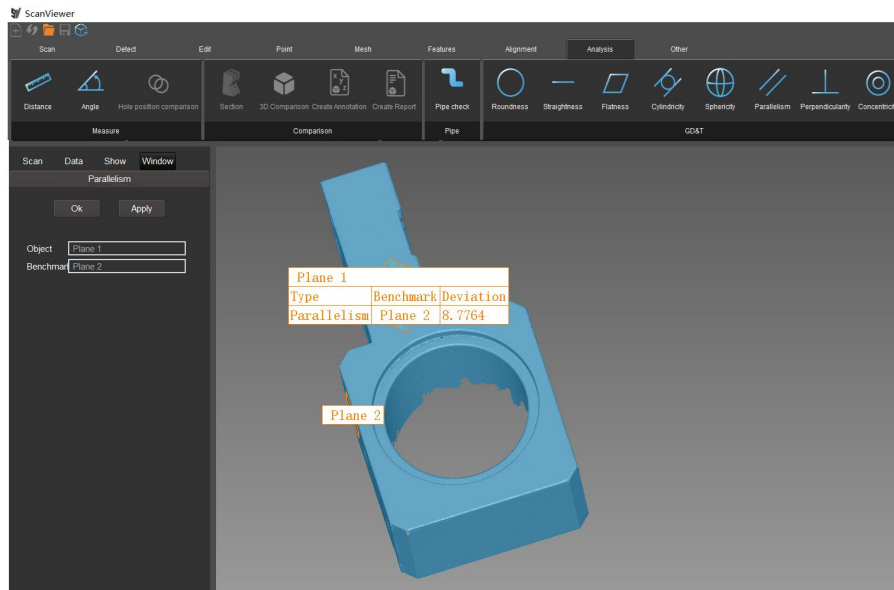 ScanViewer
Scan Detect Edit Point Mesh Features Alignment Analysis Other
Distance Angle Hole position comparison Section 3D Comparison Create Annotation Create Report Pipe check Roundness Straightness Flatness Cylindricity Sphericity Parallelism Perpendicularity Concentricit
Measure Comparison Pipe GD&T
Scan Data Show Window
Parallelism
Ok Apply
Object Plane 1
Benchmar Plane 2
Plane 1
Type Benchmark Deviation
Parallelism Plane 2 8.7764
Plane 2